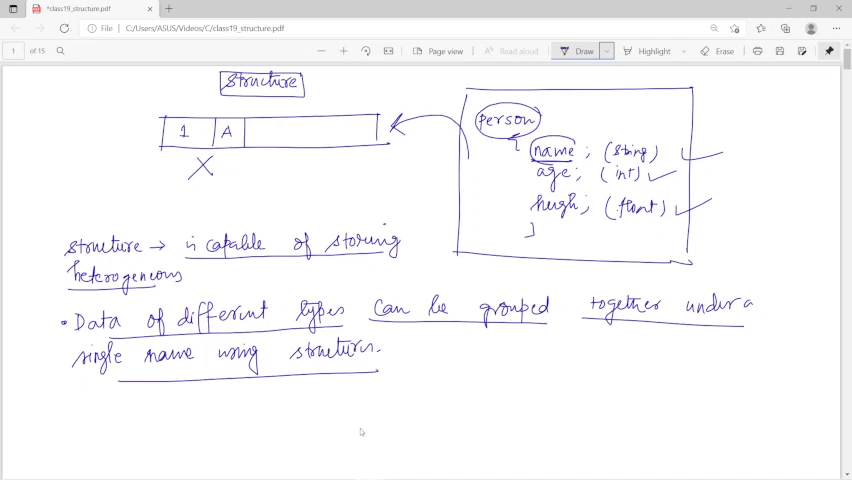 *class19_structure.pdf
File C:/Users/ASUS/Videos/C/class19_structure.pdf
1 of 15 Page view Read aloud Draw Highlight Erase
Structure
1 A
person
{ name ; (string)
age ; (int)
heigh ; (float)
}
X
structure → is capable of storing
heterogeneous
• Data of different types can be grouped together under a
single name using structures.